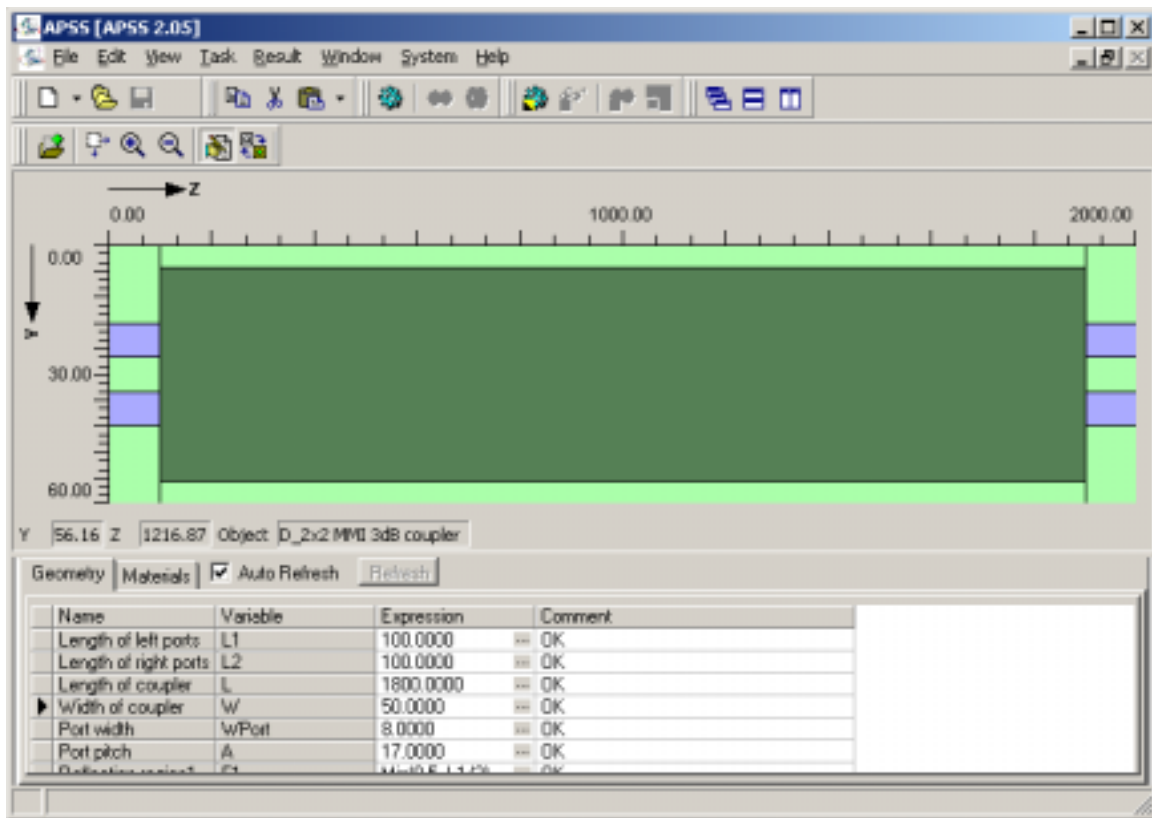 APSS [APSS 2.05]
File Edit View Task Result Window System Help
Z
0.00 1000.00 2000.00
0.00
Y
30.00
60.00
Y 56.16 Z 1216.87 Object D_2x2 MMI 3dB coupler
Geometry Materials Auto Refresh Refresh
Name Variable Expression Comment
Length of left ports L1 100.0000 ... OK
Length of right ports L2 100.0000 ... OK
Length of coupler L 1800.0000 ... OK
Width of coupler W 50.0000 ... OK
Port width WPort 8.0000 ... OK
Port pitch A 17.0000 ... OK